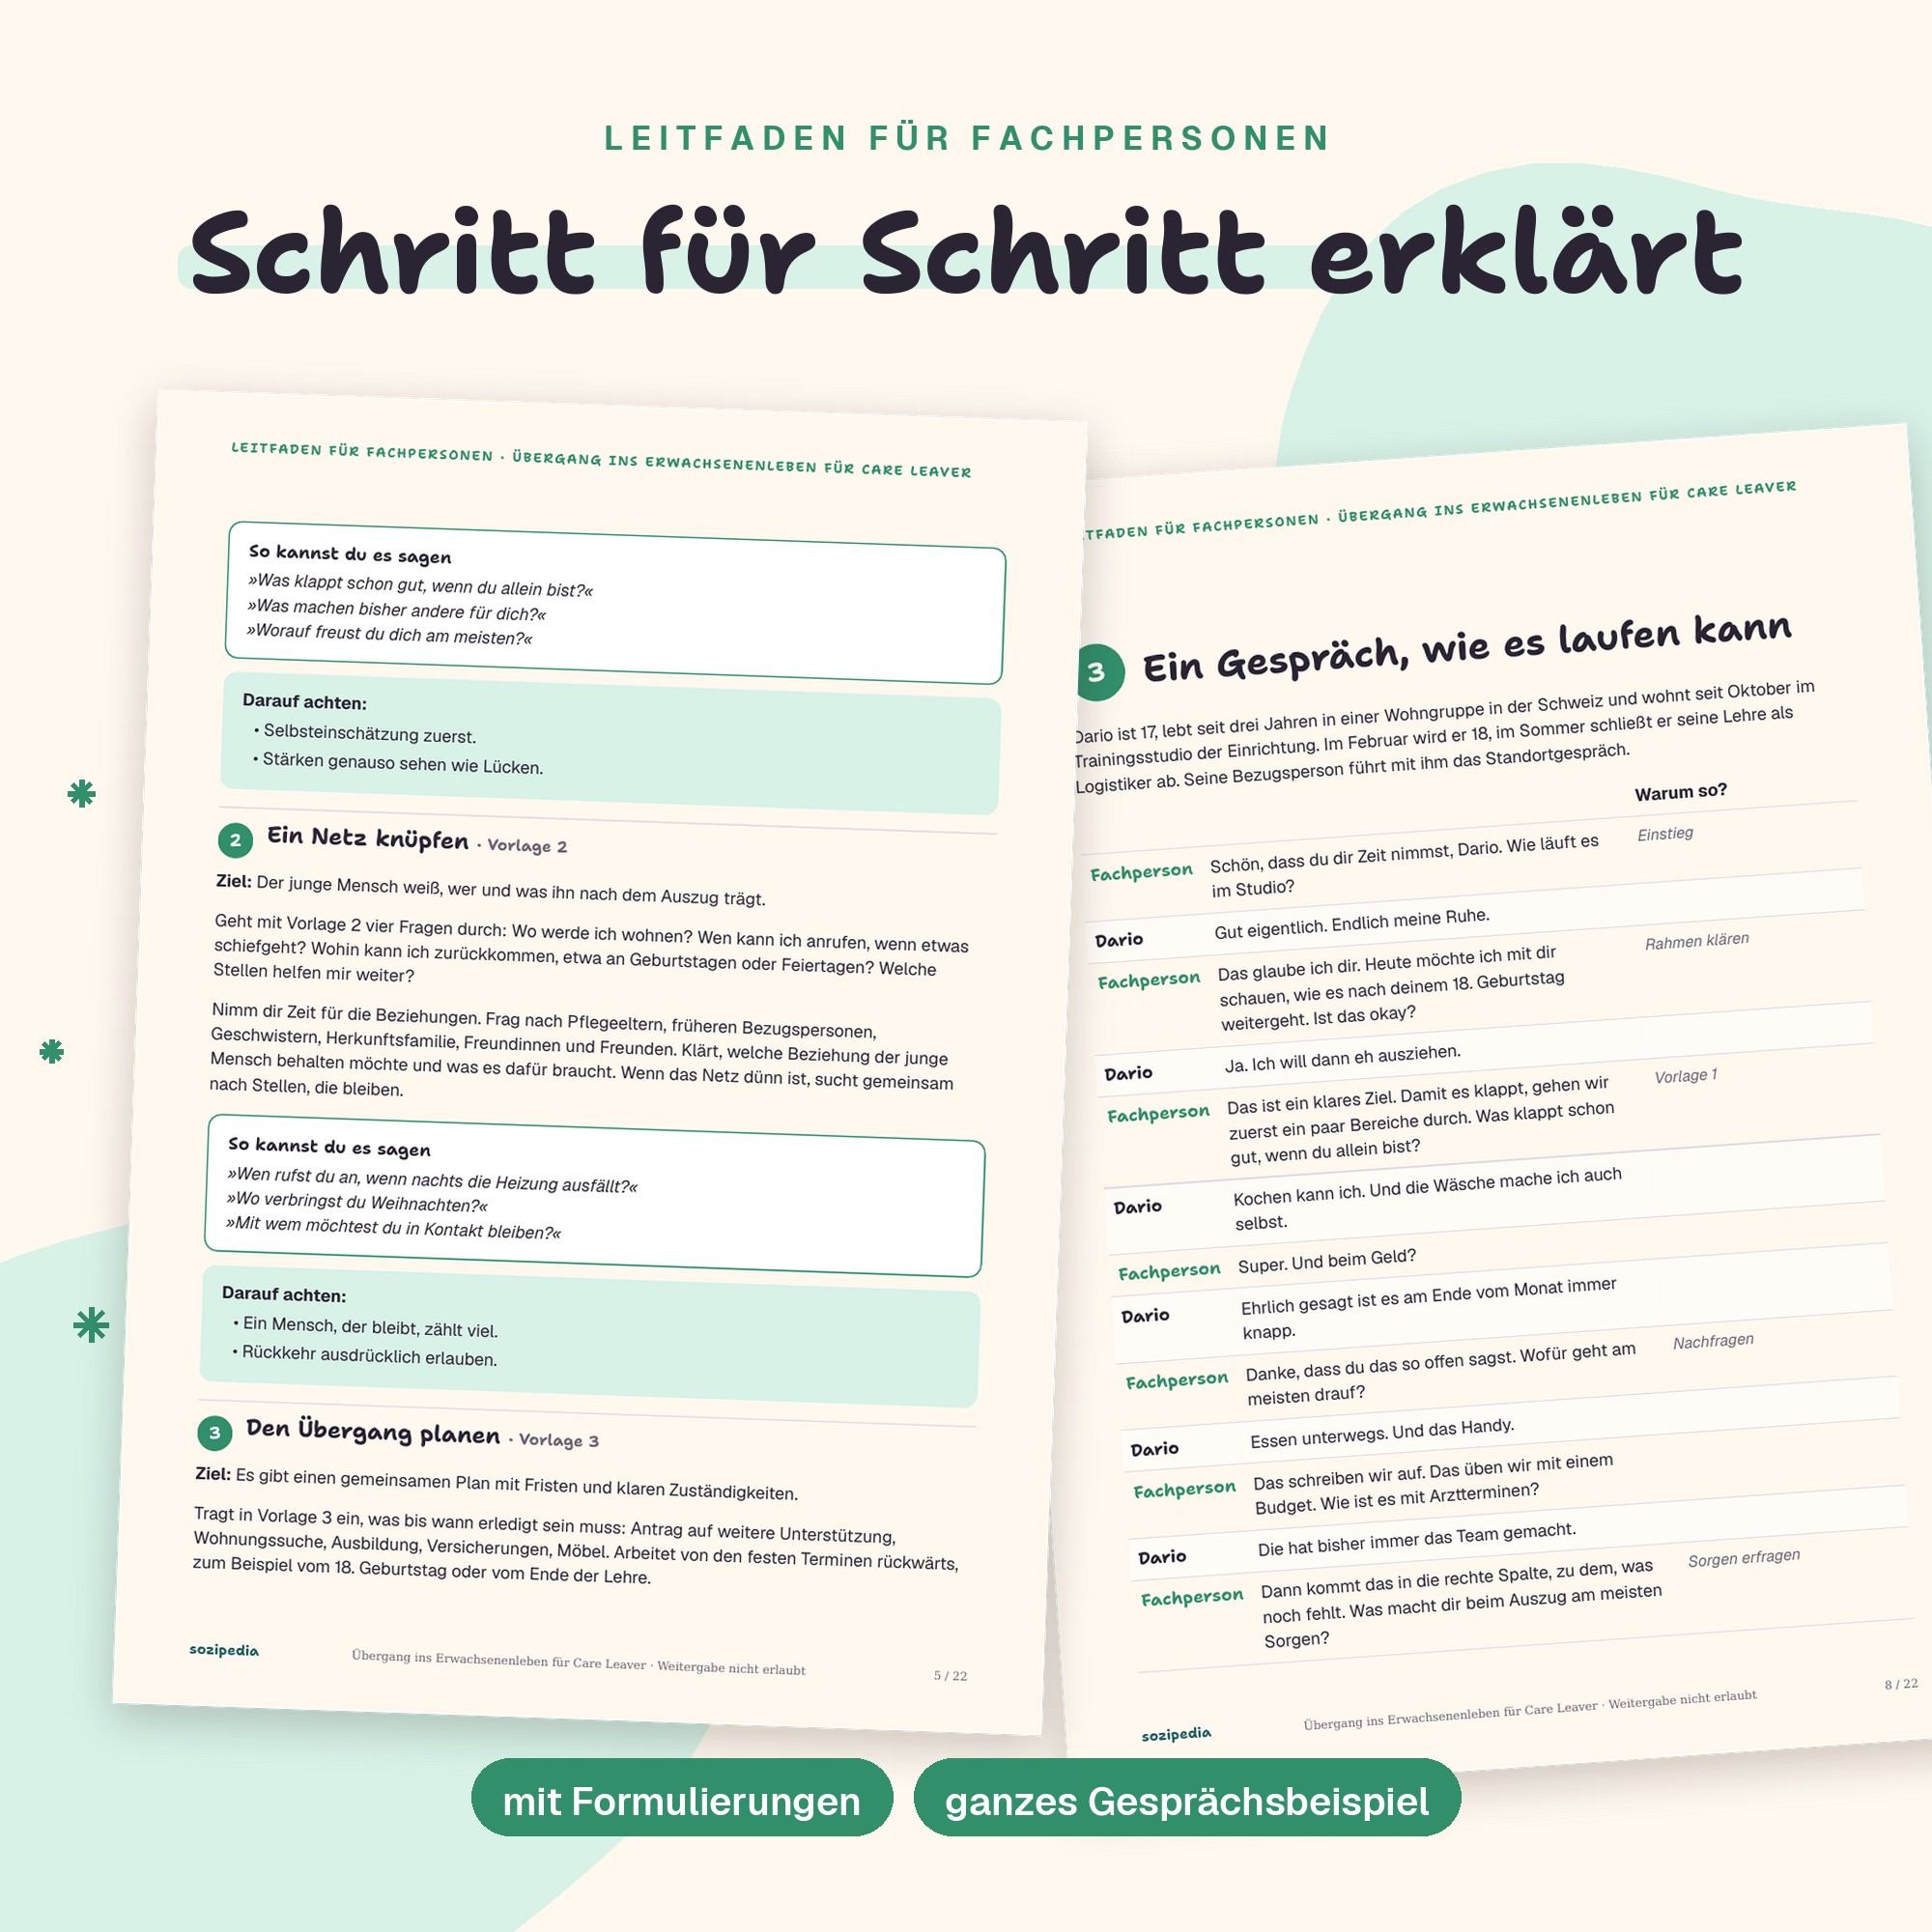 LEITFADEN FÜR FACHPERSONEN
Schritt für Schritt erklärt
LEITFADEN FÜR FACHPERSONEN · ÜBERGANG INS ERWACHSENENLEBEN FÜR CARE LEAVER
So kannst du es sagen
»Was klappt schon gut, wenn du allein bist?«
»Was machen bisher andere für dich?«
»Worauf freust du dich am meisten?«
Darauf achten:
• Selbsteinschätzung zuerst.
• Stärken genauso sehen wie Lücken.
2 Ein Netz knüpfen · Vorlage 2
Ziel: Der junge Mensch weiß, wer und was ihn nach dem Auszug trägt.
Geht mit Vorlage 2 vier Fragen durch: Wo werde ich wohnen? Wen kann ich anrufen, wenn etwas
schiefgeht? Wohin kann ich zurückkommen, etwa an Geburtstagen oder Feiertagen? Welche
Stellen helfen mir weiter?
Nimm dir Zeit für die Beziehungen. Frag nach Pflegeeltern, früheren Bezugspersonen,
Geschwistern, Herkunftsfamilie, Freundinnen und Freunden. Klärt, welche Beziehung der junge
Mensch behalten möchte und was es dafür braucht. Wenn das Netz dünn ist, sucht gemeinsam
nach Stellen, die bleiben.
So kannst du es sagen
»Wen rufst du an, wenn nachts die Heizung ausfällt?«
»Wo verbringst du Weihnachten?«
»Mit wem möchtest du in Kontakt bleiben?«
Darauf achten:
• Ein Mensch, der bleibt, zählt viel.
• Rückkehr ausdrücklich erlauben.
3 Den Übergang planen · Vorlage 3
Ziel: Es gibt einen gemeinsamen Plan mit Fristen und klaren Zuständigkeiten.
Tragt in Vorlage 3 ein, was bis wann erledigt sein muss: Antrag auf weitere Unterstützung,
Wohnungssuche, Ausbildung, Versicherungen, Möbel. Arbeitet von den festen Terminen rückwärts,
zum Beispiel vom 18. Geburtstag oder vom Ende der Lehre.
sozipedia Übergang ins Erwachsenenleben für Care Leaver · Weitergabe nicht erlaubt 5 / 22
TFADEN FÜR FACHPERSONEN · ÜBERGANG INS ERWACHSENENLEBEN FÜR CARE LEAVER
3 Ein Gespräch, wie es laufen kann
Dario ist 17, lebt seit drei Jahren in einer Wohngruppe in der Schweiz und wohnt seit Oktober im
Trainingsstudio der Einrichtung. Im Februar wird er 18, im Sommer schließt er seine Lehre als
Logistiker ab. Seine Bezugsperson führt mit ihm das Standortgespräch.
Warum so?
Fachperson Schön, dass du dir Zeit nimmst, Dario. Wie läuft es Einstieg
im Studio?
Dario Gut eigentlich. Endlich meine Ruhe.
Fachperson Das glaube ich dir. Heute möchte ich mit dir Rahmen klären
schauen, wie es nach deinem 18. Geburtstag
weitergeht. Ist das okay?
Dario Ja. Ich will dann eh ausziehen.
Fachperson Das ist ein klares Ziel. Damit es klappt, gehen wir Vorlage 1
zuerst ein paar Bereiche durch. Was klappt schon
gut, wenn du allein bist?
Dario Kochen kann ich. Und die Wäsche mache ich auch
selbst.
Fachperson Super. Und beim Geld?
Dario Ehrlich gesagt ist es am Ende vom Monat immer
knapp.
Fachperson Danke, dass du das so offen sagst. Wofür geht am Nachfragen
meisten drauf?
Dario Essen unterwegs. Und das Handy.
Fachperson Das schreiben wir auf. Das üben wir mit einem
Budget. Wie ist es mit Arztterminen?
Dario Die hat bisher immer das Team gemacht.
Fachperson Dann kommt das in die rechte Spalte, zu dem, was Sorgen erfragen
noch fehlt. Was macht dir beim Auszug am meisten
Sorgen?
sozipedia Übergang ins Erwachsenenleben für Care Leaver · Weitergabe nicht erlaubt 8 / 22
mit Formulierungen
ganzes Gesprächsbeispiel